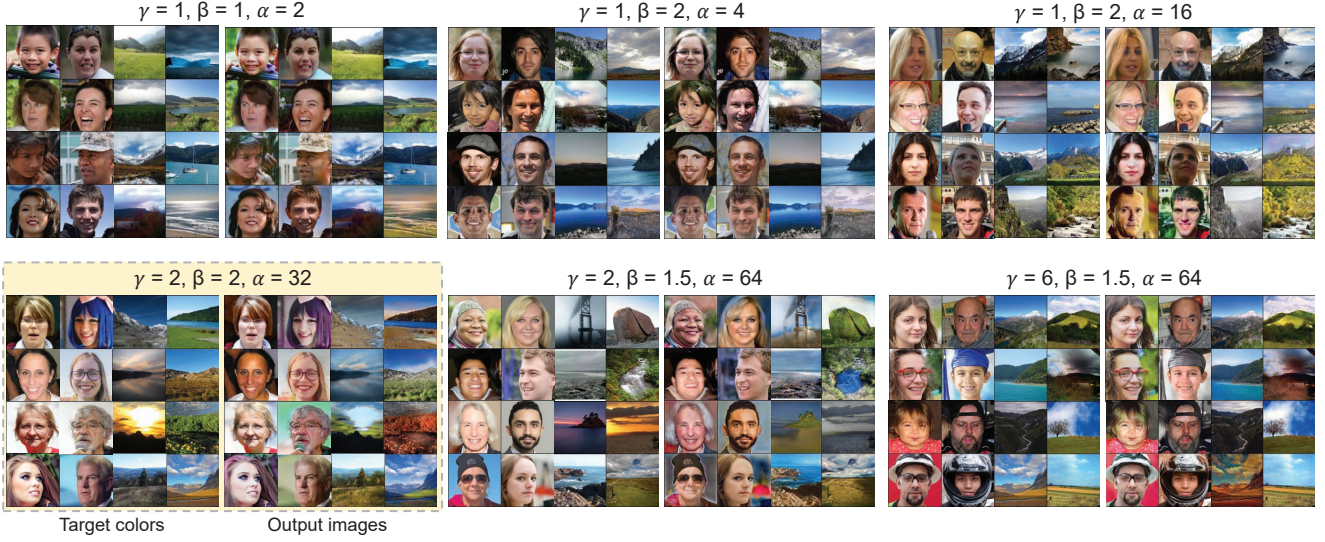 γ = 1, β = 1, α = 2
γ = 1, β = 2, α = 4
γ = 1, β = 2, α = 16
γ = 2, β = 2, α = 32
γ = 2, β = 1.5, α = 64
γ = 6, β = 1.5, α = 64
Target colors
Output images